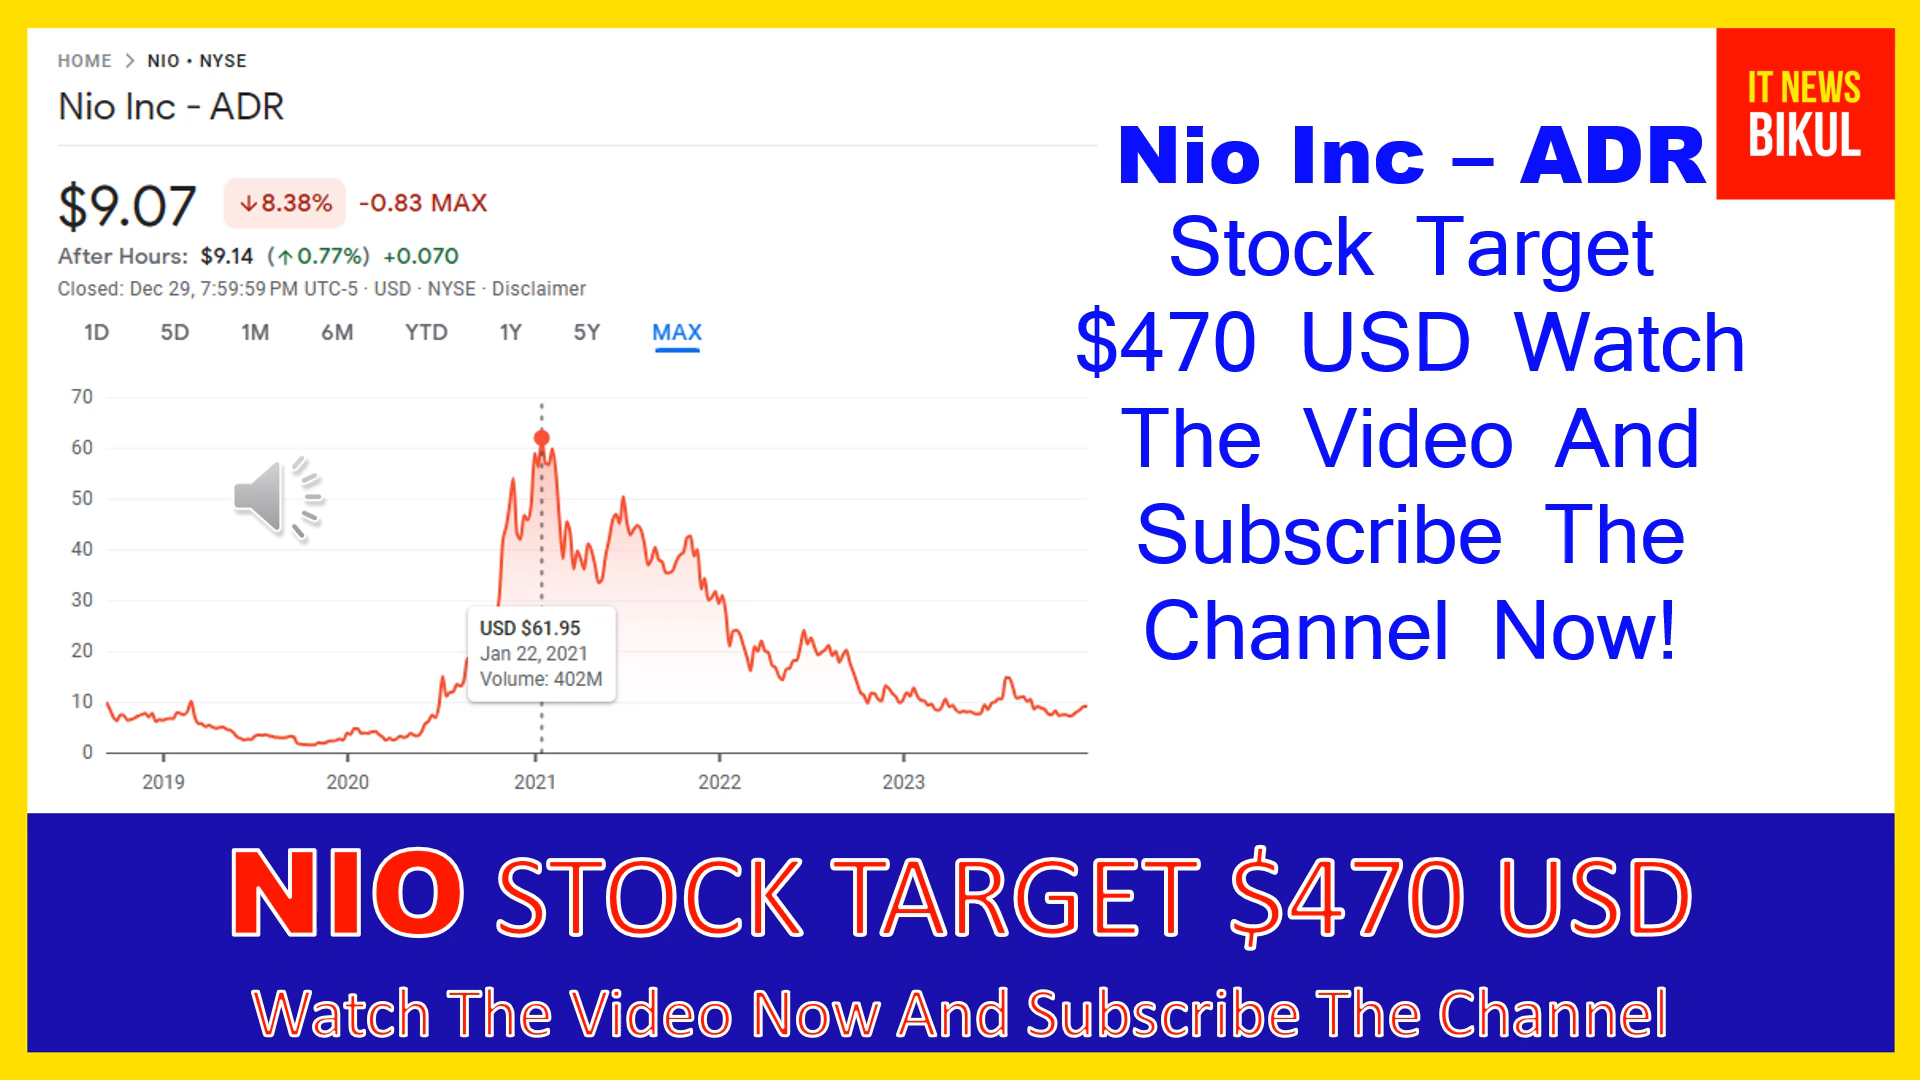 HOME > NIO • NYSE
Nio Inc - ADR
$9.07 ↓8.38% -0.83 MAX
After Hours: $9.14 (↑0.77%) +0.070
Closed: Dec 29, 7:59:59 PM UTC-5 · USD · NYSE · Disclaimer
1D 5D 1M 6M YTD 1Y 5Y MAX
70
60
50
40
30
20
10
0
USD $61.95
Jan 22, 2021
Volume: 402M
2019 2020 2021 2022 2023
IT NEWS
BIKUL
Nio Inc – ADR
Stock Target
$470 USD Watch
The Video And
Subscribe The
Channel Now!
NIO STOCK TARGET $470 USD
Watch The Video Now And Subscribe The Channel